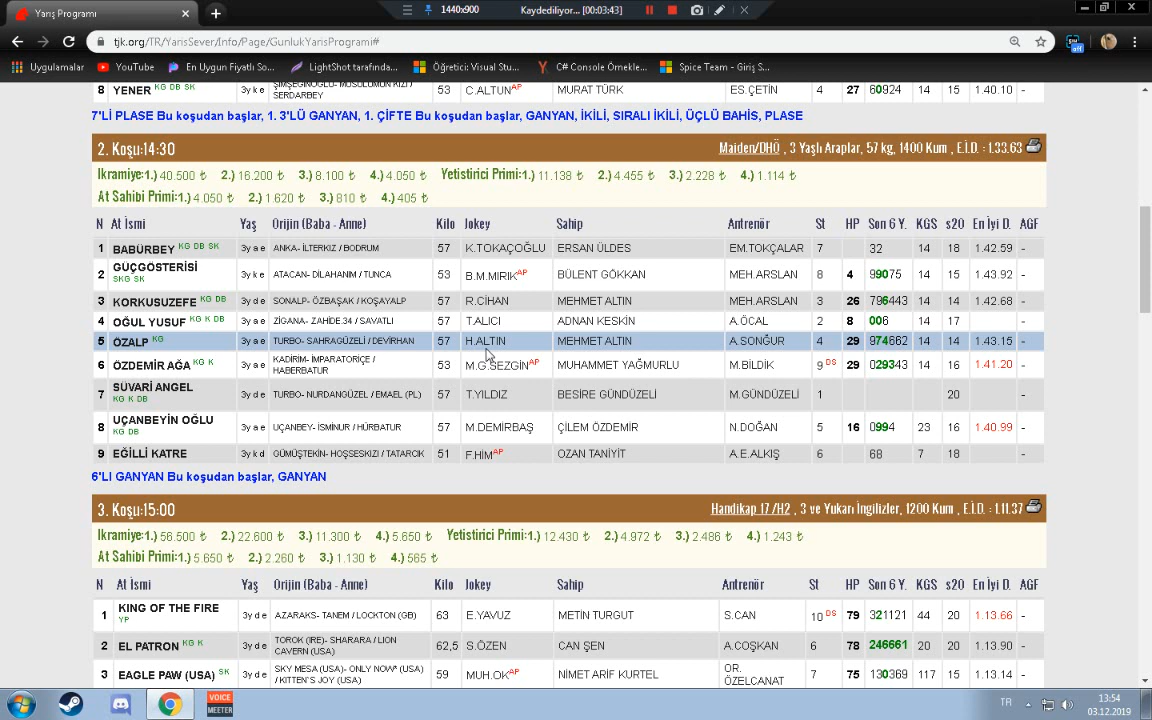 Yarış Programı
1440x900
Kaydediliyor... [00:03:43]
tjk.org/TR/YarisSever/Info/Page/GunlukYarisProgrami#
Uygulamalar YouTube En Uygun Fiyatlı So... LightShot tarafında... Öğretici: Visual Stu... C# Console Örnekle... Spice Team - Giriş S...
8 YENER KG DB SK 3y k e ŞİMŞEĞİNOĞLU- MUSULUMUN KIZI / SERDARBEY 53 C.ALTUN AP MURAT TÜRK ES.ÇETİN 4 27 60924 14 15 1.40.10 -
7'Lİ PLASE Bu koşudan başlar, 1. 3'LÜ GANYAN, 1. ÇİFTE Bu koşudan başlar, GANYAN, İKİLİ, SIRALI İKİLİ, ÜÇLÜ BAHİS, PLASE
2. Koşu:14:30 Maiden/DHÖ , 3 Yaşlı Araplar, 57 kg, 1400 Kum , E.İ.D. : 1.33.63
Ikramiye:1.) 40.500 ₺ 2.) 16.200 ₺ 3.) 8.100 ₺ 4.) 4.050 ₺ Yetistirici Primi:1.) 11.138 ₺ 2.) 4.455 ₺ 3.) 2.228 ₺ 4.) 1.114 ₺
At Sahibi Primi:1.) 4.050 ₺ 2.) 1.620 ₺ 3.) 810 ₺ 4.) 405 ₺
N At İsmi Yaş Orijin (Baba - Anne) Kilo Jokey Sahip Antrenör St HP Son 6 Y. KGS s20 En İyi D. AGF
1 BABÜRBEY KG DB SK 3y a e ANKA- İLTERKIZ / BODRUM 57 K.TOKAÇOĞLU ERSAN ÜLDES EM.TOKÇALAR 7 32 14 18 1.42.59 -
2 GÜÇGÖSTERİSİ SKG SK 3y k e ATACAN- DİLAHANIM / TUNCA 53 B.M.MIRIK AP BÜLENT GÖKKAN MEH.ARSLAN 8 4 99075 14 15 1.43.92 -
3 KORKUSUZEFE KG DB 3y d e SONALP- ÖZBAŞAK / KOŞAYALP 57 R.CİHAN MEHMET ALTIN MEH.ARSLAN 3 26 796443 14 14 1.42.68 -
4 OĞUL YUSUF KG K DB 3y a e ZİGANA- ZAHİDE.34 / SAVATLI 57 T.ALICI ADNAN KESKİN A.ÖCAL 2 8 006 14 17 -
5 ÖZALP KG 3y a e TURBO- SAHRAGÜZELİ / DEVİRHAN 57 H.ALTIN MEHMET ALTIN A.SONĞUR 4 29 974662 14 14 1.43.15 -
6 ÖZDEMİR AĞA KG K 3y a e KADİRİM- İMPARATORİÇE / HABERBATUR 53 M.G.SEZGİN AP MUHAMMET YAĞMURLU M.BİLDİK 9 DS 29 029343 14 16 1.41.20 -
7 SÜVARİ ANGEL KG K DB 3y d e TURBO- NURDANGÜZEL / EMAEL (PL) 57 T.YILDIZ BESİRE GÜNDÜZELİ M.GÜNDÜZELİ 1 20 -
8 UÇANBEYİN OĞLU KG DB 3y a e UÇANBEY- İSMİNUR / HÜRBATUR 57 M.DEMİRBAŞ ÇİLEM ÖZDEMİR N.DOĞAN 5 16 0994 23 16 1.40.99 -
9 EĞİLLİ KATRE 3y k d GÜMÜŞTEKİN- HOŞSESKIZI / TATARCIK 51 F.HİM AP OZAN TANIYİT A.E.ALKIŞ 6 68 7 18 -
6'LI GANYAN Bu koşudan başlar, GANYAN
3. Koşu:15:00 Handikap 17 /H2 , 3 ve Yukarı İngilizler, 1200 Kum , E.İ.D. : 1.11.37
Ikramiye:1.) 56.500 ₺ 2.) 22.600 ₺ 3.) 11.300 ₺ 4.) 5.650 ₺ Yetistirici Primi:1.) 12.430 ₺ 2.) 4.972 ₺ 3.) 2.486 ₺ 4.) 1.243 ₺
At Sahibi Primi:1.) 5.650 ₺ 2.) 2.260 ₺ 3.) 1.130 ₺ 4.) 565 ₺
N At İsmi Yaş Orijin (Baba - Anne) Kilo Jokey Sahip Antrenör St HP Son 6 Y. KGS s20 En İyi D. AGF
1 KING OF THE FIRE YP 3y d e AZARAKS- TANEM / LOCKTON (GB) 63 E.YAVUZ METİN TURGUT S.CAN 10 DS 79 321121 44 20 1.13.66 -
2 EL PATRON KG K 3y d e TOROK (IRE)- SHARARA / LION CAVERN (USA) 62,5 S.ÖZEN CAN ŞEN A.COŞKAN 6 78 246661 20 20 1.13.90 -
3 EAGLE PAW (USA) SK 3y d e SKY MESA (USA)- ONLY NOW* (USA) / KITTEN'S JOY (USA) 59 MUH.OK AP NİMET ARİF KURTEL OR. ÖZELCANAT 7 75 130369 117 15 1.13.14 -
off
VOICE MEETER
TR
13:54
03.12.2019